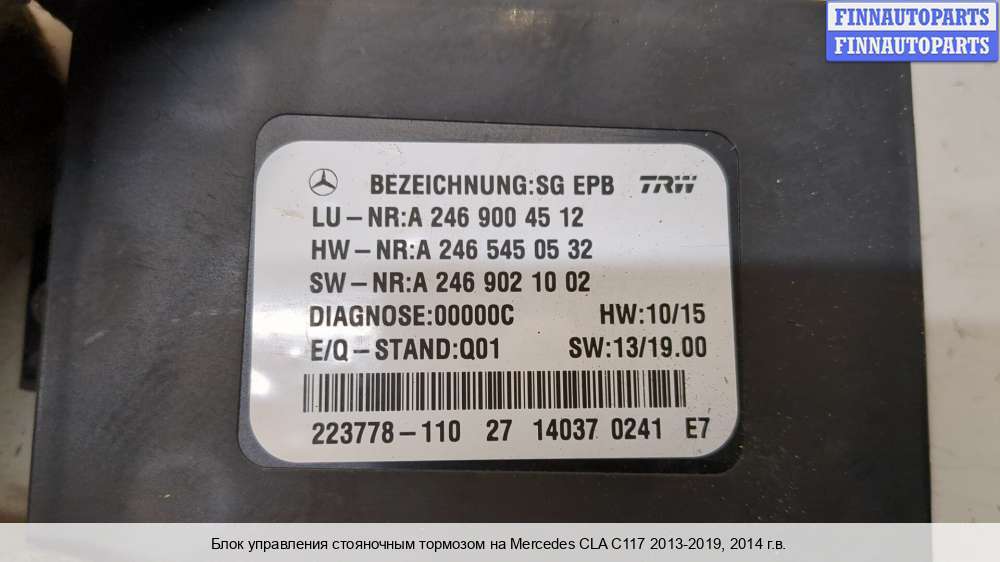 FINNAUTOPARTS
FINNAUTOPARTS
BEZEICHNUNG:SG EPB TRW
LU-NR:A 246 900 45 12
HW-NR:A 246 545 05 32
SW-NR:A 246 902 10 02
DIAGNOSE:00000C HW:10/15
E/Q-STAND:Q01 SW:13/19.00
223778-110 27 14037 0241 E7
Блок управления стояночным тормозом на Mercedes CLA C117 2013-2019, 2014 г.в.